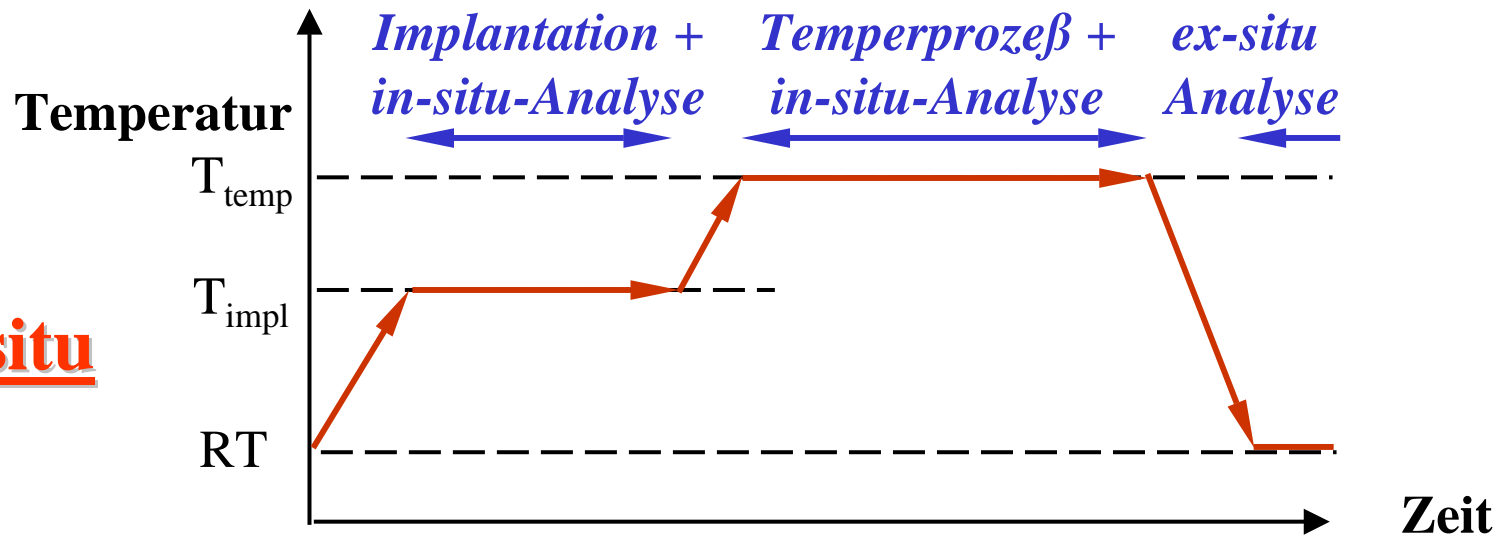 Implantation + Temperprozeß + ex-situ
in-situ-Analyse in-situ-Analyse Analyse
Temperatur
T_temp
T_impl
situ
RT
Zeit